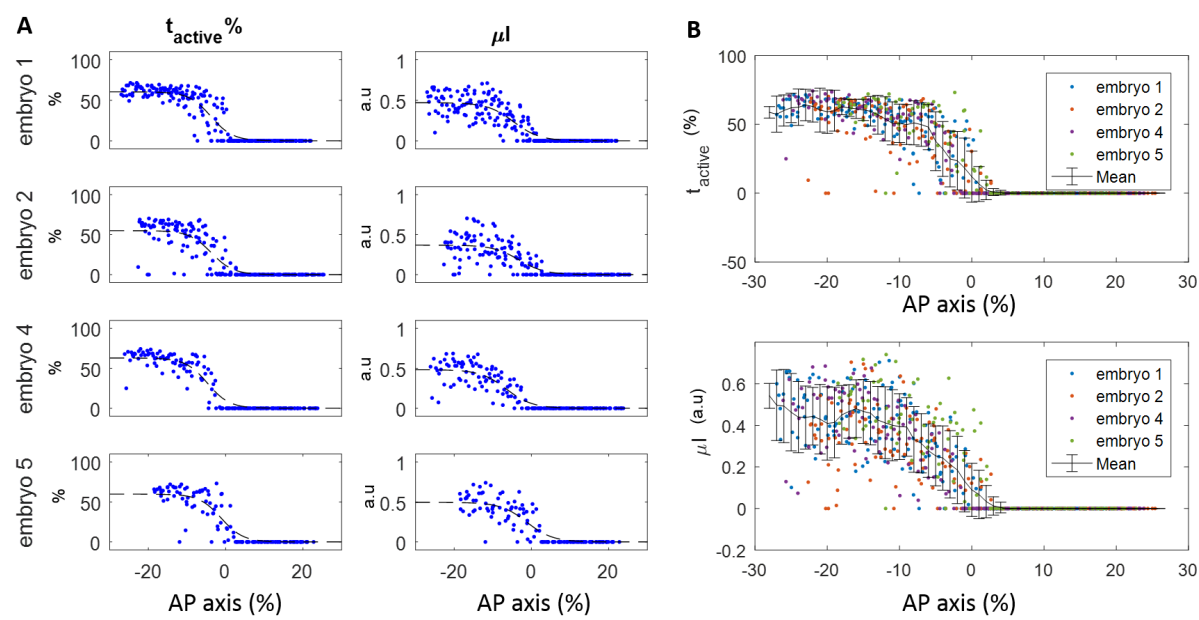 A
t_active%
μI
embryo 1
%
100
50
0
a.u
1
0.5
0
embryo 2
%
100
50
0
a.u
1
0.5
0
embryo 4
%
100
50
0
a.u
1
0.5
0
embryo 5
%
100
50
0
a.u
1
0.5
0
-20 0 20
-20 0 20
AP axis (%)
AP axis (%)
B
t_active (%)
100
50
0
-50
embryo 1
embryo 2
embryo 4
embryo 5
Mean
-30 -20 -10 0 10 20 30
AP axis (%)
μI (a.u)
0.6
0.4
0.2
0
-0.2
embryo 1
embryo 2
embryo 4
embryo 5
Mean
-30 -20 -10 0 10 20 30
AP axis (%)